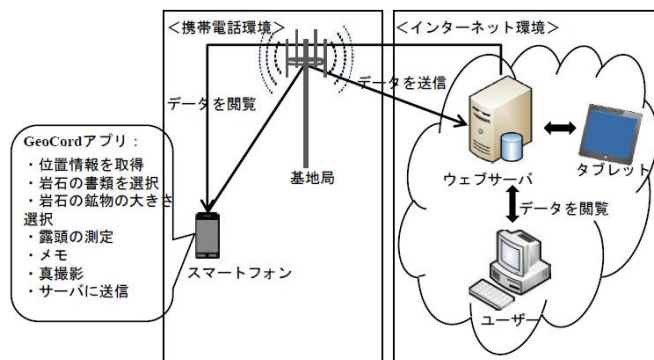 ＜携帯電話環境＞
＜インターネット環境＞
データを送信
データを閲覧
GeoCordアプリ：
・位置情報を取得
・岩石の書類を選択
・岩石の鉱物の大きさ
選択
・露頭の測定
・メモ
・真撮影
・サーバに送信
基地局
スマートフォン
ウェブサーバ
タブレット
データを閲覧
ユーザー